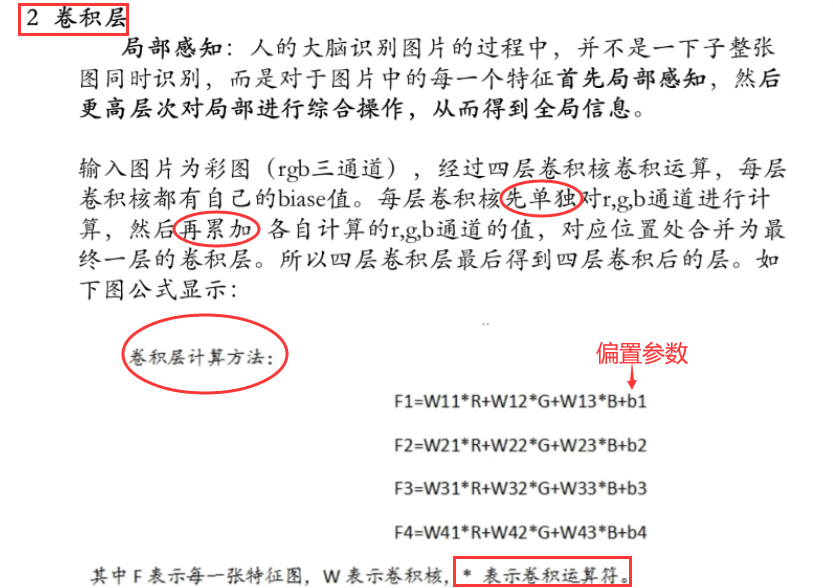 2 卷积层
局部感知：人的大脑识别图片的过程中，并不是一下子整张
图同时识别，而是对于图片中的每一个特征首先局部感知，然后
更高层次对局部进行综合操作，从而得到全局信息。
输入图片为彩图（rgb三通道），经过四层卷积核卷积运算，每层
卷积核都有自己的biase值。每层卷积核先单独对r,g,b通道进行计
算，然后再累加 各自计算的r,g,b通道的值，对应位置处合并为最
终一层的卷积层。所以四层卷积层最后得到四层卷积后的层。如
下图公式显示：
卷积层计算方法：
偏置参数
F1=W11*R+W12*G+W13*B+b1
F2=W21*R+W22*G+W23*B+b2
F3=W31*R+W32*G+W33*B+b3
F4=W41*R+W42*G+W43*B+b4
其中 F 表示每一张特征图，W 表示卷积核，* 表示卷积运算符。